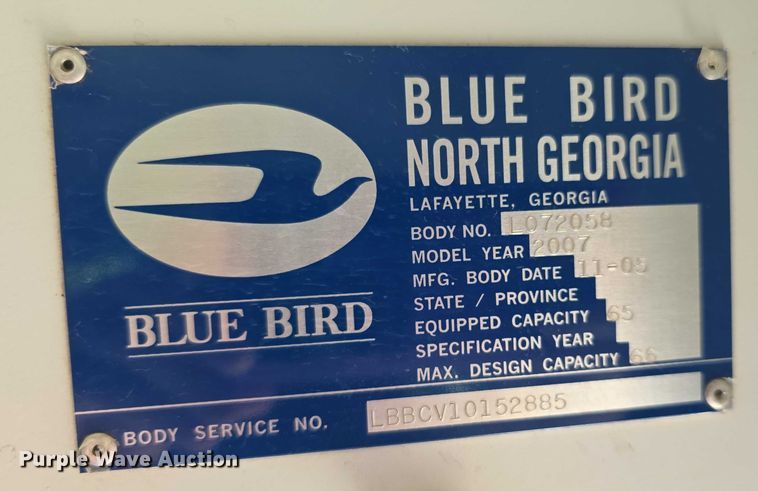 BLUE BIRD
BLUE BIRD
NORTH GEORGIA
LAFAYETTE, GEORGIA
BODY NO. L072058
MODEL YEAR 2007
MFG. BODY DATE 11-05
STATE / PROVINCE
EQUIPPED CAPACITY 65
SPECIFICATION YEAR
MAX. DESIGN CAPACITY 66
BODY SERVICE NO. LBBCV10152885
Purple Wave Auction